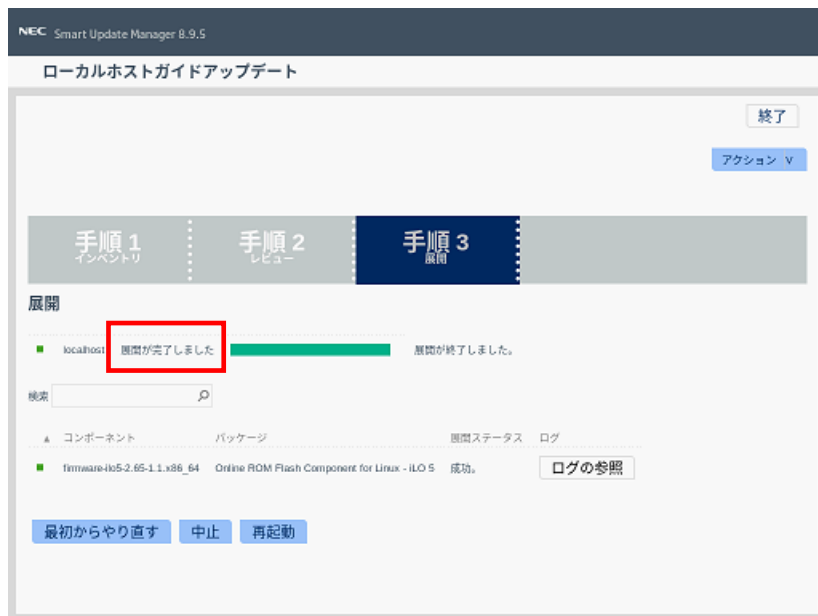 NEC Smart Update Manager 8.9.5
ローカルホストガイドアップデート
終了
アクション ∨
手順 1 手順 2 手順 3
インベントリ レビュー 展開
展開
localhost 展開が完了しました 展開が終了しました。
検索
▲ コンポーネント パッケージ 展開ステータス ログ
firmware-ilo5-2.65-1.1.x86_64 Online ROM Flash Component for Linux - iLO 5 成功。 ログの参照
最初からやり直す 中止 再起動